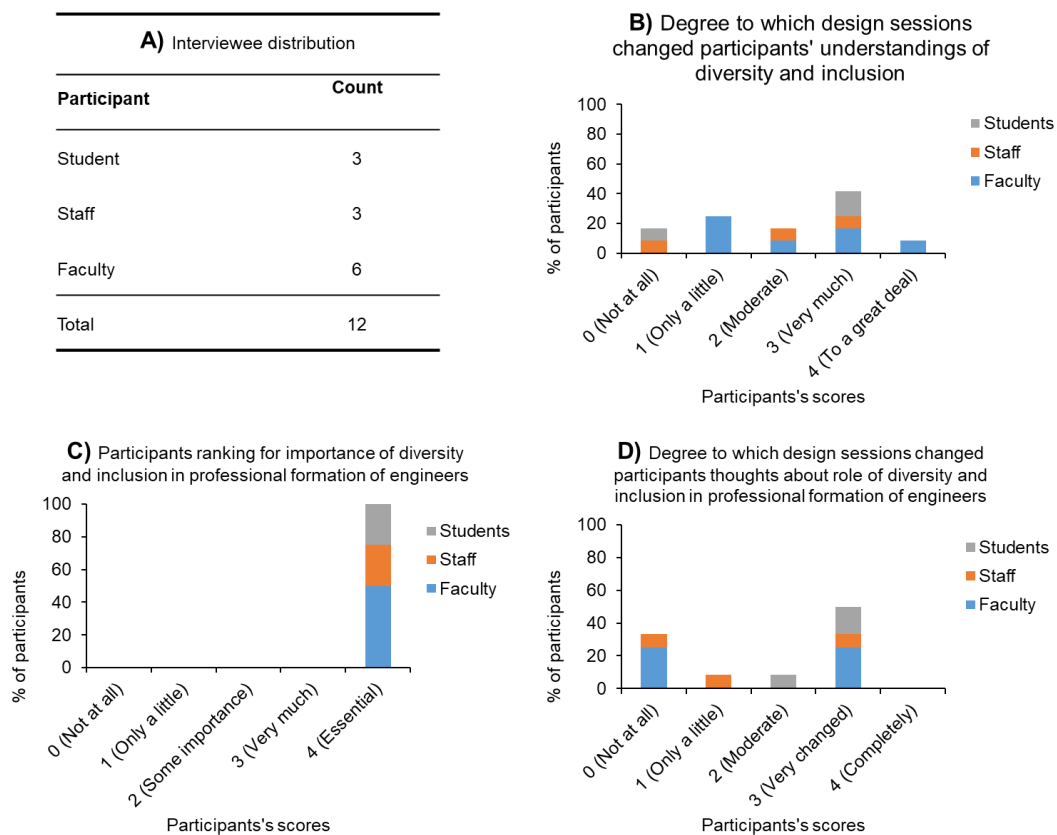 A) Interviewee distribution
Participant Count
Student 3
Staff 3
Faculty 6
Total 12
B) Degree to which design sessions
changed participants' understandings of
diversity and inclusion
% of participants
100
80
60
40
20
0
0 (Not at all)
1 (Only a little)
2 (Moderate)
3 (Very much)
4 (To a great deal)
Participants's scores
Students
Staff
Faculty
C) Participants ranking for importance of diversity
and inclusion in professional formation of engineers
% of participants
100
80
60
40
20
0
0 (Not at all)
1 (Only a little)
2 (Some importance)
3 (Very much)
4 (Essential)
Participants's scores
Students
Staff
Faculty
D) Degree to which design sessions changed
participants thoughts about role of diversity and
inclusion in professional formation of engineers
% of participants
100
80
60
40
20
0
0 (Not at all)
1 (Only a little)
2 (Moderate)
3 (Very changed)
4 (Completely)
Participants's scores
Students
Staff
Faculty